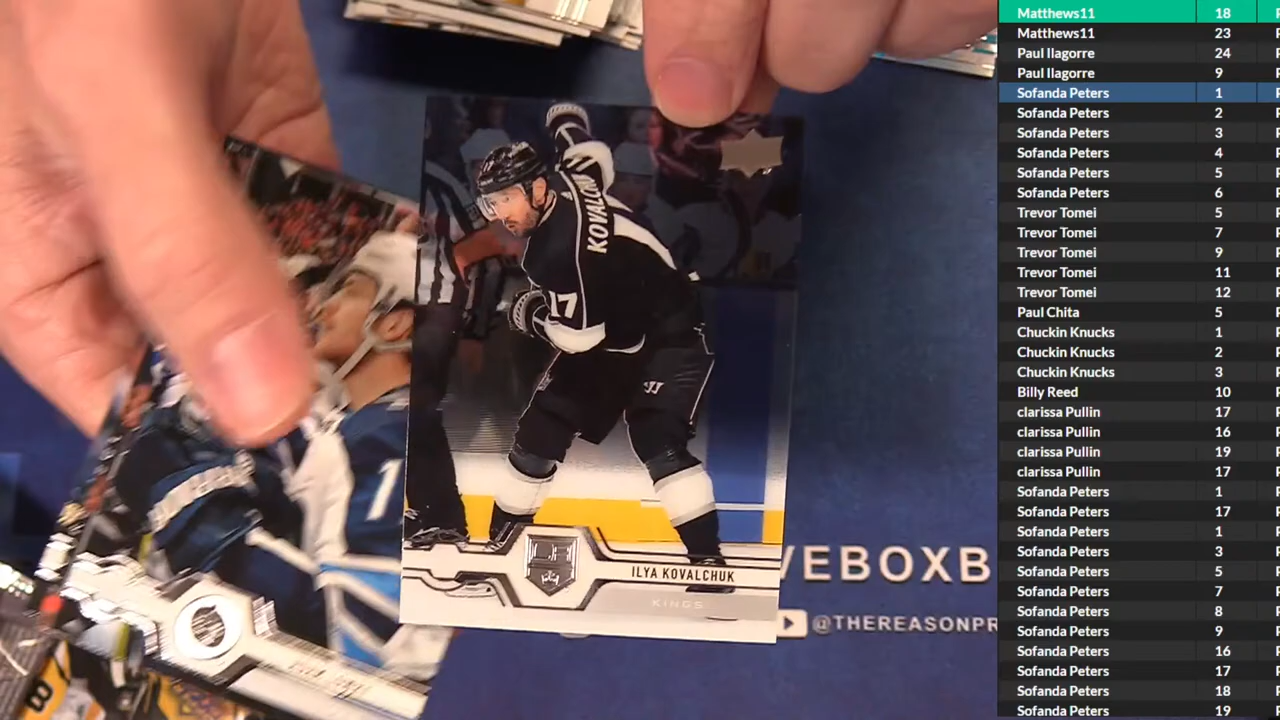 KOVALCHU
17
ILYA KOVALCHUK
KINGS
1
8
VEBOXB
@THEREASONPR
Matthews11 18
Matthews11 23
Paul Ilagorre 24
Paul Ilagorre 9
Sofanda Peters 1
Sofanda Peters 2
Sofanda Peters 3
Sofanda Peters 4
Sofanda Peters 5
Sofanda Peters 6
Trevor Tomei 5
Trevor Tomei 7
Trevor Tomei 9
Trevor Tomei 11
Trevor Tomei 12
Paul Chita 5
Chuckin Knucks 1
Chuckin Knucks 2
Chuckin Knucks 3
Billy Reed 10
clarissa Pullin 17
clarissa Pullin 16
clarissa Pullin 19
clarissa Pullin 17
Sofanda Peters 1
Sofanda Peters 17
Sofanda Peters 1
Sofanda Peters 3
Sofanda Peters 5
Sofanda Peters 7
Sofanda Peters 8
Sofanda Peters 9
Sofanda Peters 16
Sofanda Peters 17
Sofanda Peters 18
Sofanda Peters 19